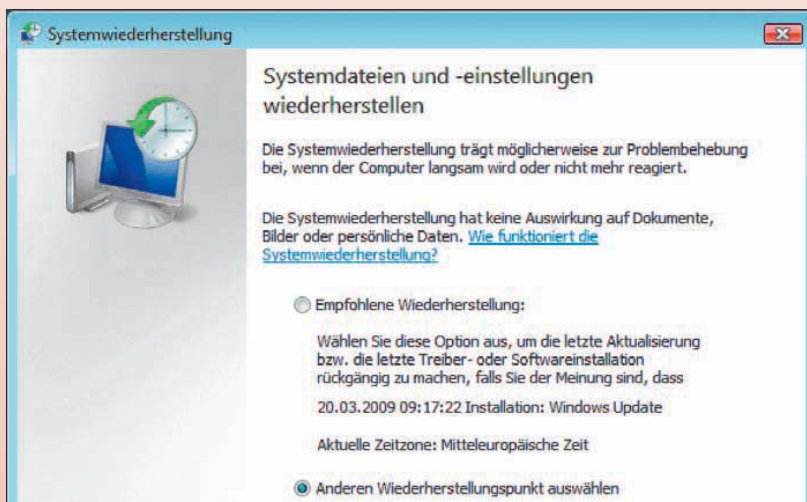 Systemwiederherstellung
Systemdateien und -einstellungen
wiederherstellen
Die Systemwiederherstellung trägt möglicherweise zur Problembehebung
bei, wenn der Computer langsam wird oder nicht mehr reagiert.
Die Systemwiederherstellung hat keine Auswirkung auf Dokumente,
Bilder oder persönliche Daten. Wie funktioniert die
Systemwiederherstellung?
Empfohlene Wiederherstellung:
Wählen Sie diese Option aus, um die letzte Aktualisierung
bzw. die letzte Treiber- oder Softwareinstallation
rückgängig zu machen, falls Sie der Meinung sind, dass
20.03.2009 09:17:22 Installation: Windows Update
Aktuelle Zeitzone: Mitteleuropäische Zeit
Anderen Wiederherstellungspunkt auswählen